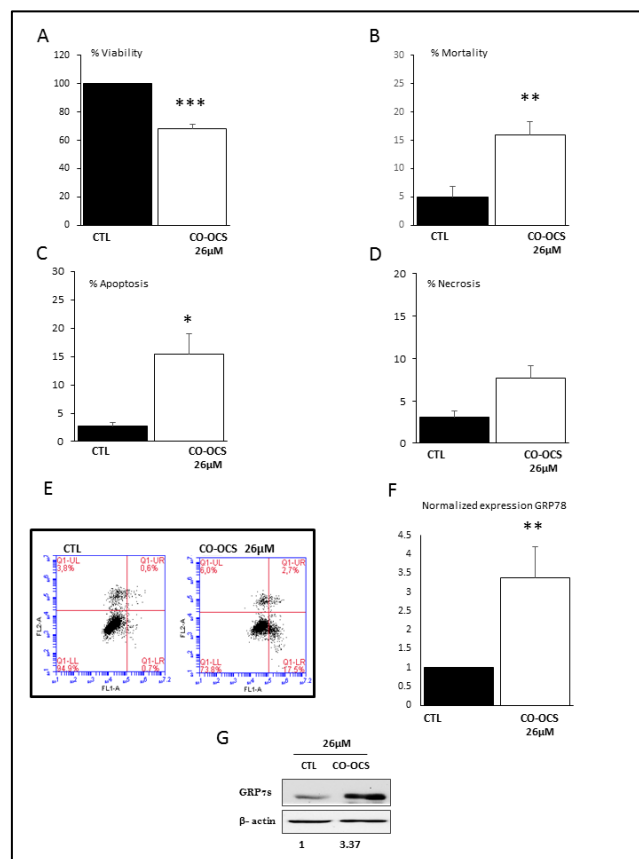 A
% Viability
120
100
80
60
40
20
0
***
CTL
CO-OCS
26µM
B
% Mortality
30
25
20
15
10
5
0
**
CTL
CO-OCS
26µM
C
% Apoptosis
30
25
20
15
10
5
0
*
CTL
CO-OCS
26µM
D
% Necrosis
20
15
10
5
0
CTL
CO-OCS
26µM
E
CTL
Q1-UL
3,8%
Q1-UR
0,6%
Q1-LL
94,9%
Q1-LR
0,7%
FL2-A
FL1-A
CO-OCS 26µM
Q1-UL
6,0%
Q1-UR
2,7%
Q1-LL
73,8%
Q1-LR
17,5%
FL2-A
FL1-A
F
Normalized expression GRP78
4.5
4
3.5
3
2.5
2
1.5
1
0.5
**
CTL
CO-OCS
26µM
G
26µM
CTL CO-OCS
GRP7s
β- actin
1 3.37